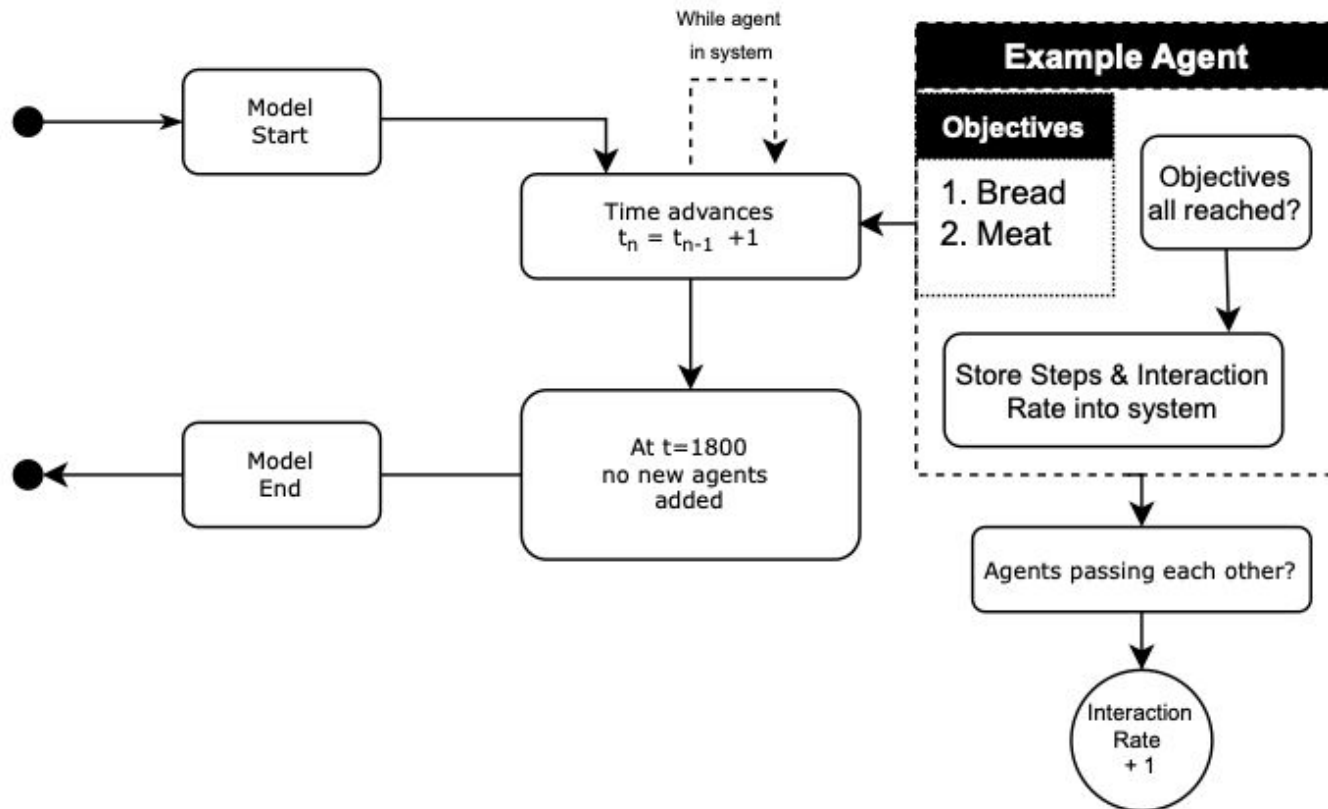 While agent
in system
Example Agent
Model
Start
Objectives
1. Bread
2. Meat
Objectives
all reached?
Time advances
tₙ = tₙ₋₁ +1
Store Steps & Interaction
Rate into system
Model
End
At t=1800
no new agents
added
Agents passing each other?
Interaction
Rate
+ 1